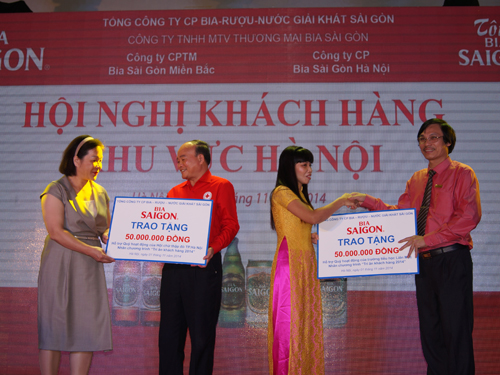 TỔNG CÔNG TY CP BIA-RƯỢU-NƯỚC GIẢI KHÁT SÀI GÒN
CÔNG TY TNHH MTV THƯƠNG MẠI BIA SÀI GÒN
Công ty CPTM
Bia Sài Gòn Miền Bắc
Công ty CP
Bia Sài Gòn Hà Nội
BIA
SAIGON
HỘI NGHỊ KHÁCH HÀNG
KHU VỰC HÀ NỘI
2014
BIA
SAIGON
TRAO TẶNG
50.000.000 ĐỒNG
BIA
SAIGON
TRAO TẶNG
50.000.000 ĐỒNG